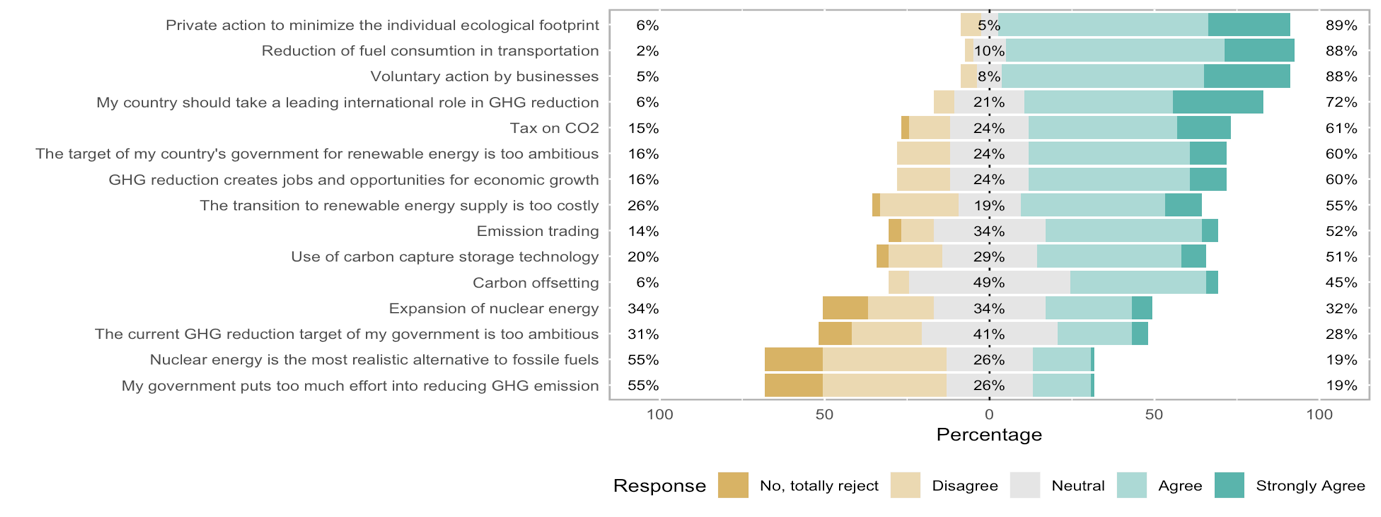 Private action to minimize the individual ecological footprint 6% 5% 89%
Reduction of fuel consumtion in transportation 2% 10% 88%
Voluntary action by businesses 5% 8% 88%
My country should take a leading international role in GHG reduction 6% 21% 72%
Tax on CO2 15% 24% 61%
The target of my country's government for renewable energy is too ambitious 16% 24% 60%
GHG reduction creates jobs and opportunities for economic growth 16% 24% 60%
The transition to renewable energy supply is too costly 26% 19% 55%
Emission trading 14% 34% 52%
Use of carbon capture storage technology 20% 29% 51%
Carbon offsetting 6% 49% 45%
Expansion of nuclear energy 34% 34% 32%
The current GHG reduction target of my government is too ambitious 31% 41% 28%
Nuclear energy is the most realistic alternative to fossile fuels 55% 26% 19%
My government puts too much effort into reducing GHG emission 55% 26% 19%
100 50 0 50 100
Percentage
Response No, totally reject Disagree Neutral Agree Strongly Agree